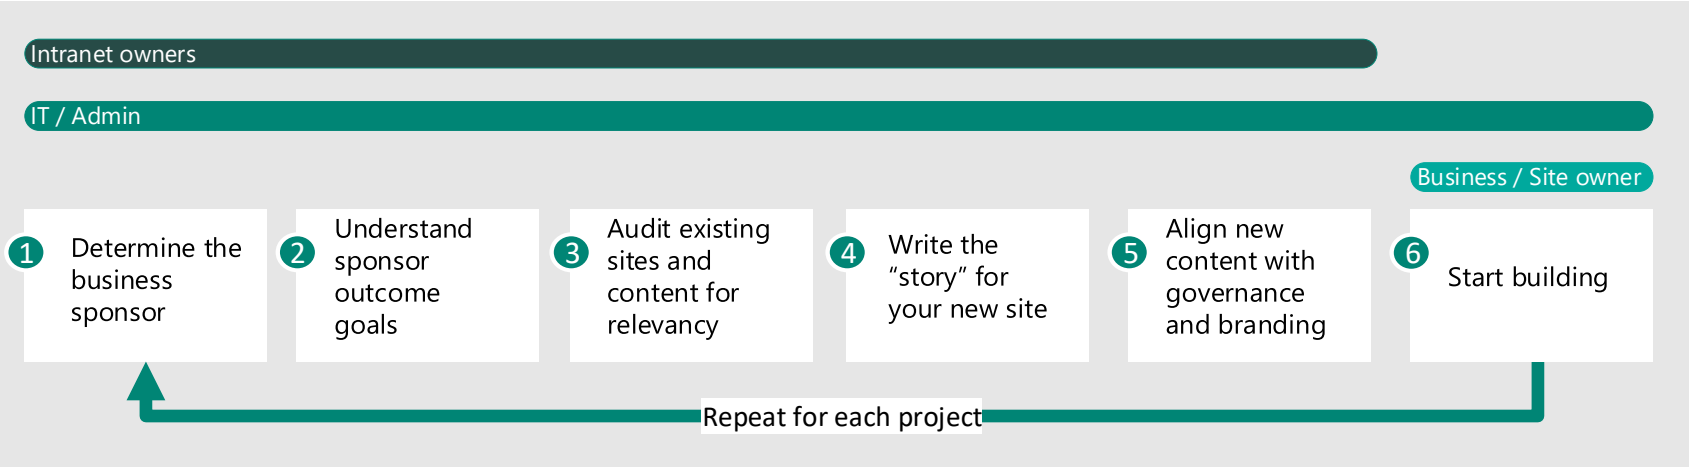 Intranet owners
IT / Admin
Business / Site owner
1
Determine the
business
sponsor
2
Understand
sponsor
outcome
goals
3
Audit existing
sites and
content for
relevancy
4
Write the
“story” for
your new site
5
Align new
content with
governance
and branding
6
Start building
Repeat for each project